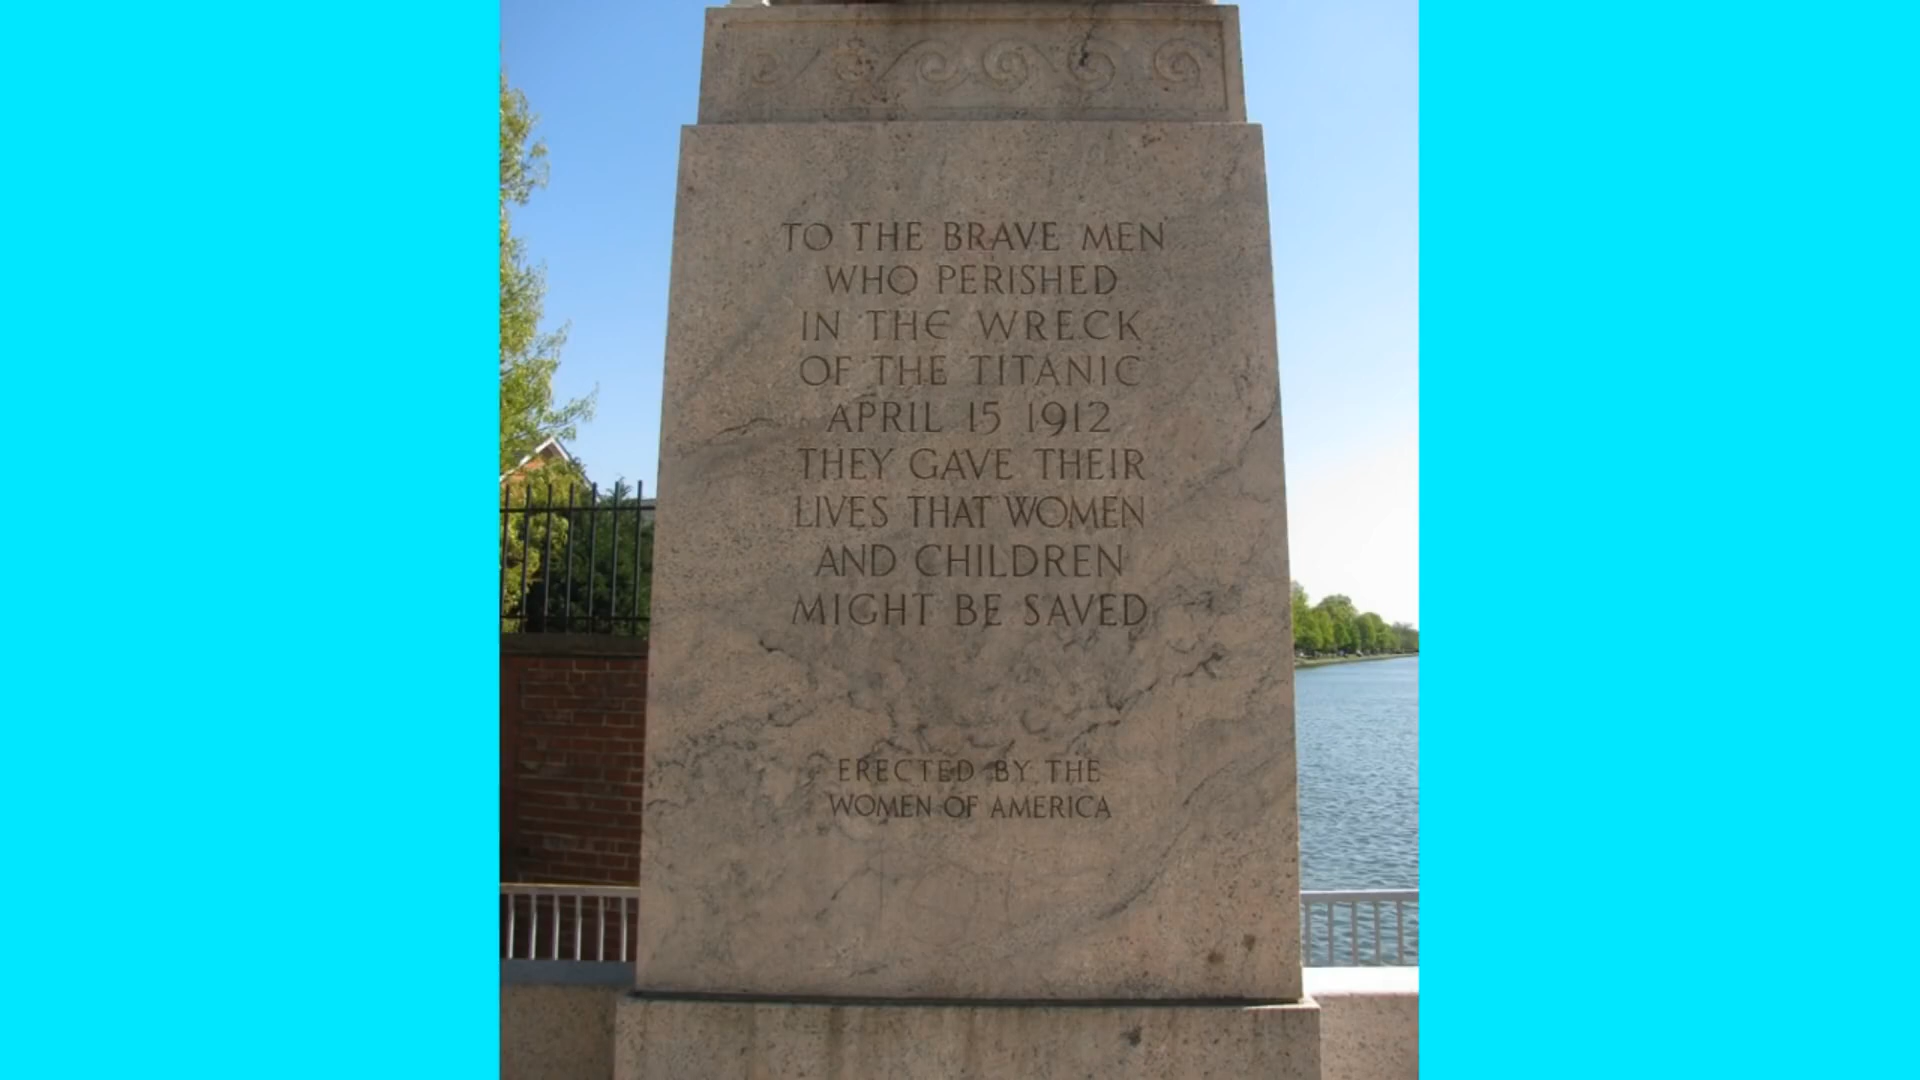 TO THE BRAVE MEN
WHO PERISHED
IN THE WRECK
OF THE TITANIC
APRIL 15 1912
THEY GAVE THEIR
LIVES THAT WOMEN
AND CHILDREN
MIGHT BE SAVED
ERECTED BY THE
WOMEN OF AMERICA